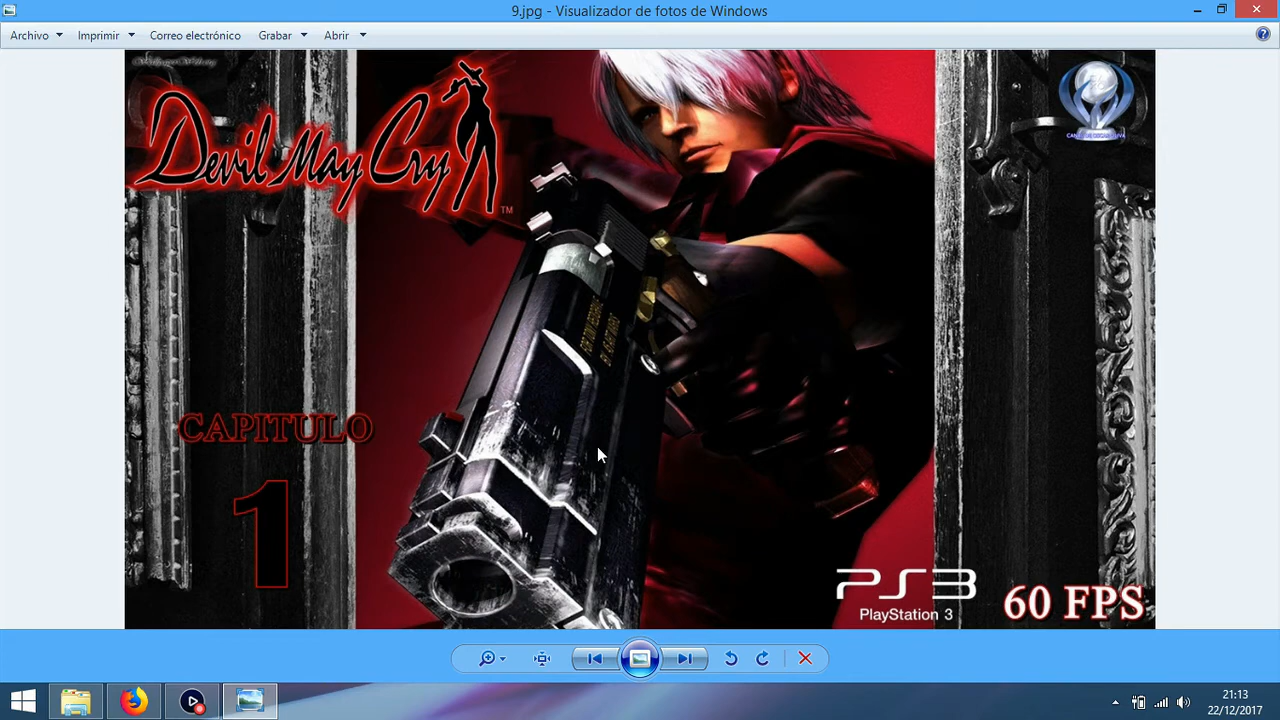 9.jpg - Visualizador de fotos de Windows
Archivo Imprimir Correo electrónico Grabar Abrir
Devil May Cry
TM
CAPITULO
1
PS3
PlayStation 3
60 FPS
21:13
22/12/2017